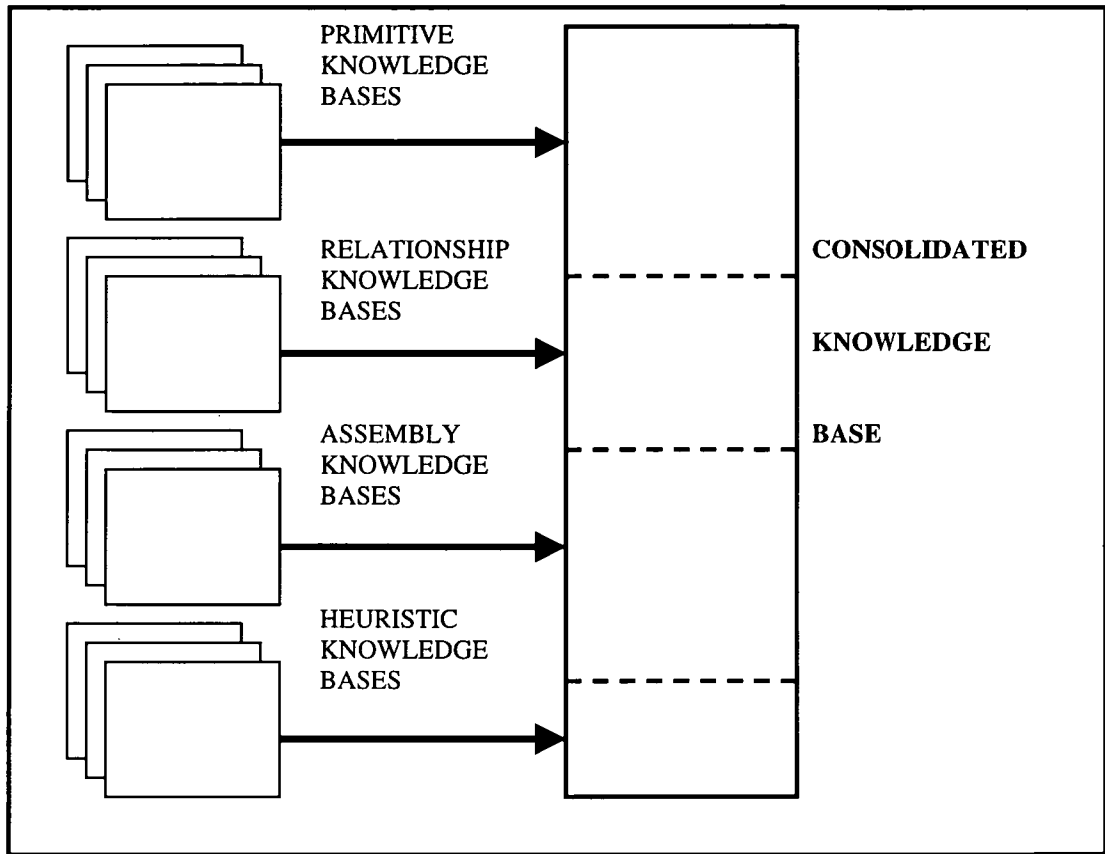 PRIMITIVE
KNOWLEDGE
BASES
RELATIONSHIP
KNOWLEDGE
BASES
ASSEMBLY
KNOWLEDGE
BASES
HEURISTIC
KNOWLEDGE
BASES
CONSOLIDATED
KNOWLEDGE
BASE